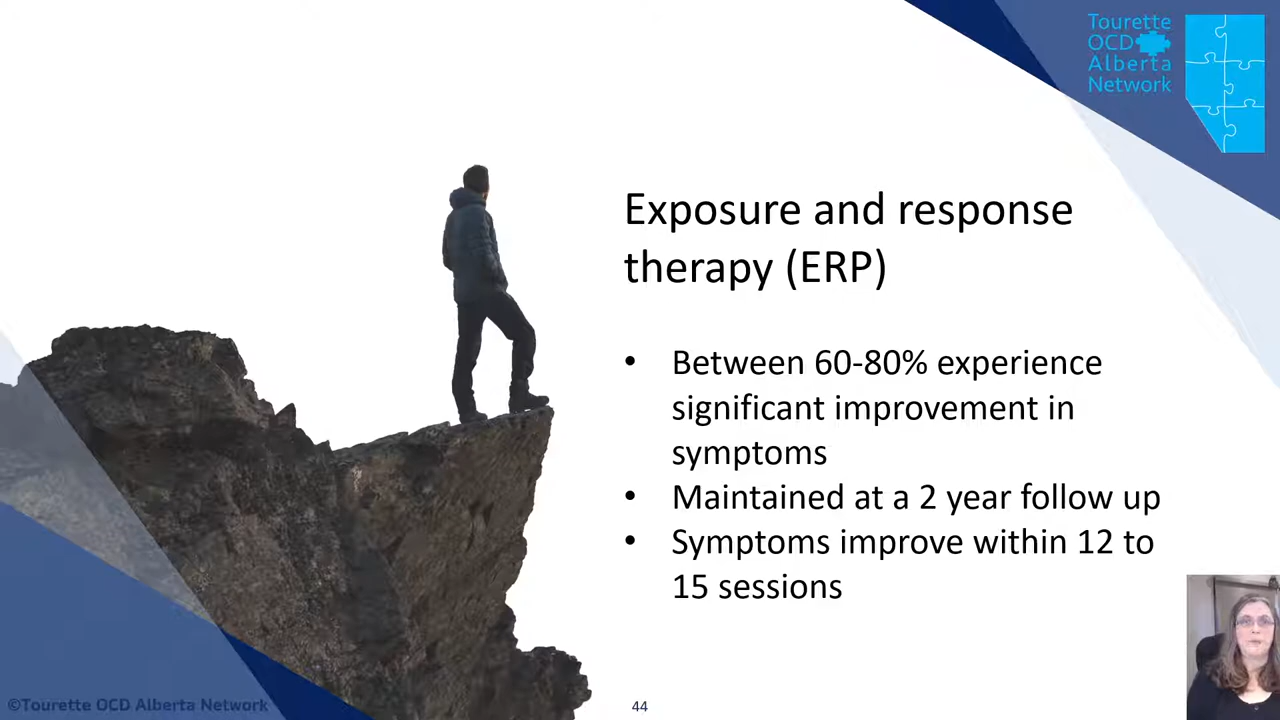 Tourette
OCD
Alberta
Network
Exposure and response
therapy (ERP)
• Between 60-80% experience
significant improvement in
symptoms
• Maintained at a 2 year follow up
• Symptoms improve within 12 to
15 sessions
©Tourette OCD Alberta Network
44